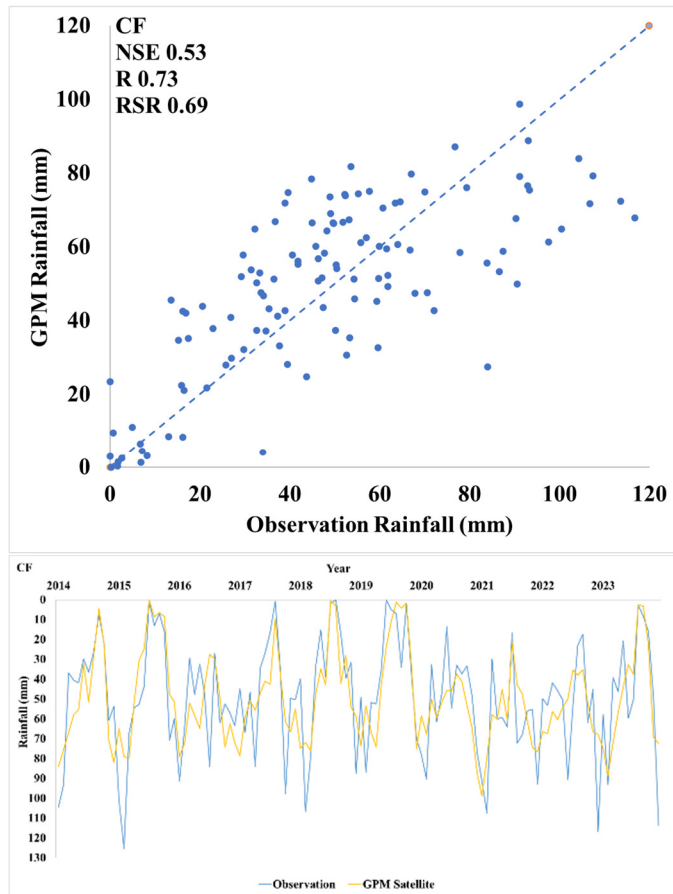 CF
NSE 0.53
R 0.73
RSR 0.69
120
100
80
60
40
20
0
GPM Rainfall (mm)
0 20 40 60 80 100 120
Observation Rainfall (mm)
CF Year
2014 2015 2016 2017 2018 2019 2020 2021 2022 2023
0
10
20
30
40
50
60
70
80
90
100
110
120
130
Rainfall (mm)
Observation GPM Satellite